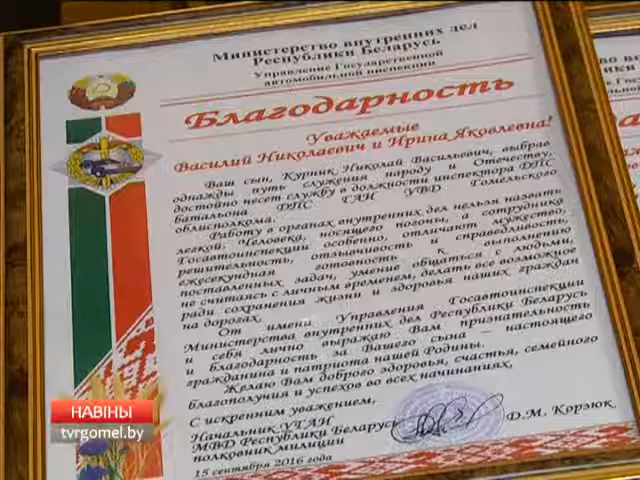 Министерство внутренних дел
Республики Беларусь
Управление Государственной
автомобильной инспекции
Благодарность
Уважаемые
Василий Николаевич и Ирина Яковлевна!
Ваш сын, Курник Николай Васильевич, выбрав
однажды путь служения народу и Отечеству,
достойно несет службу в должности инспектора ДПС
батальона ДПС ГАИ УВД Гомельского
облисполкома.
Работу в органах внутренних дел нельзя назвать
легкой. Человека, носящего погоны, а сотрудника
Госавтоинспекции особенно, отличают мужество,
решительность, отзывчивость и справедливость,
ежесекундная готовность к выполнению
поставленных задач, умение общаться с людьми,
не считаясь с личным временем, делать все возможное
ради сохранения жизни и здоровья наших граждан
на дорогах.
От имени Управления Госавтоинспекции
Министерства внутренних дел Республики Беларусь
и себя лично выражаю Вам признательность
и благодарность за Вашего сына – настоящего
гражданина и патриота нашей Родины.
Желаю Вам доброго здоровья, счастья, семейного
благополучия и успехов во всех начинаниях.
С искренним уважением,
Начальник УГАИ
МВД Республики Беларусь
полковник милиции
Д.М. Корзюк
15 сентября 2016 года
НАВІНЫ
tvrgomel.by